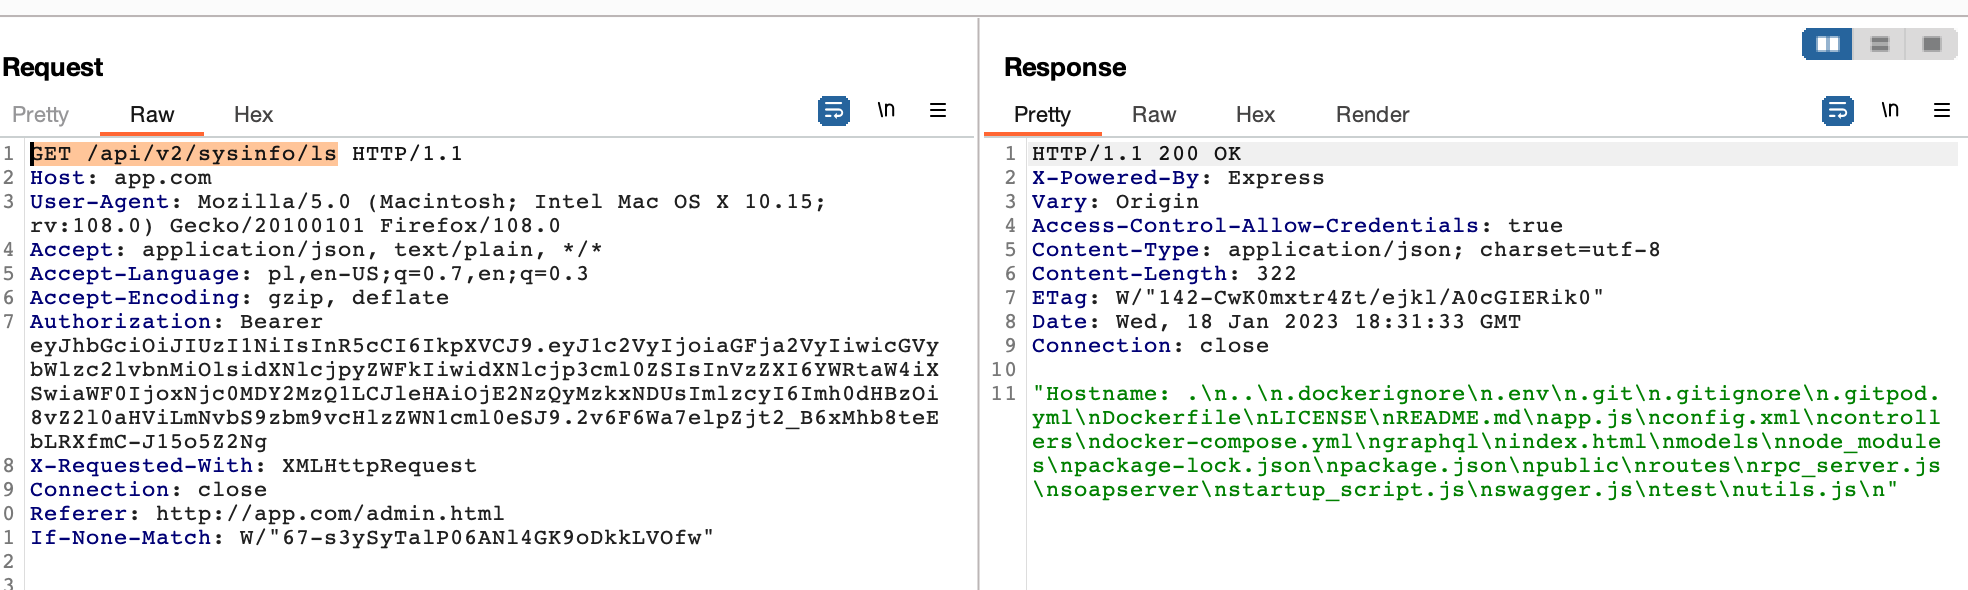 Request
Pretty Raw Hex \n
1 GET /api/v2/sysinfo/ls HTTP/1.1
2 Host: app.com
3 User-Agent: Mozilla/5.0 (Macintosh; Intel Mac OS X 10.15;
rv:108.0) Gecko/20100101 Firefox/108.0
4 Accept: application/json, text/plain, */*
5 Accept-Language: pl,en-US;q=0.7,en;q=0.3
6 Accept-Encoding: gzip, deflate
7 Authorization: Bearer
eyJhbGciOiJIUzI1NiIsInR5cCI6IkpXVCJ9.eyJ1c2VyIjoiaGFja2VyIiwicGVy
bWlzc2lvbnMiOlsidXNlcjpyZWFkIiwidXNlcjp3cml0ZSIsInVzZXI6YWRtaW4iX
SwiaWF0IjoxNjc0MDY2MzQ1LCJleHAiOjE2NzQyMzkxNDUsImlzcyI6Imh0dHBzOi
8vZ2l0aHViLmNvbS9zbm9vcHlzZWN1cml0eSJ9.2v6F6Wa7elpZjt2_B6xMhb8teE
bLRXfmC-J15o5Z2Ng
8 X-Requested-With: XMLHttpRequest
9 Connection: close
0 Referer: http://app.com/admin.html
1 If-None-Match: W/"67-s3ySyTalP06ANl4GK9oDkkLVOfw"
2
3
Response
Pretty Raw Hex Render \n
1 HTTP/1.1 200 OK
2 X-Powered-By: Express
3 Vary: Origin
4 Access-Control-Allow-Credentials: true
5 Content-Type: application/json; charset=utf-8
6 Content-Length: 322
7 ETag: W/"142-CwK0mxtr4Zt/ejkl/A0cGIERik0"
8 Date: Wed, 18 Jan 2023 18:31:33 GMT
9 Connection: close
10
11 "Hostname: .\n..\n.dockerignore\n.env\n.git\n.gitignore\n.gitpod.
yml\nDockerfile\nLICENSE\nREADME.md\napp.js\nconfig.xml\ncontroll
ers\ndocker-compose.yml\ngraphql\nindex.html\nmodels\nnode_module
s\npackage-lock.json\npackage.json\npublic\nroutes\nrpc_server.js
\nsoapserver\nstartup_script.js\nswagger.js\ntest\nutils.js\n"